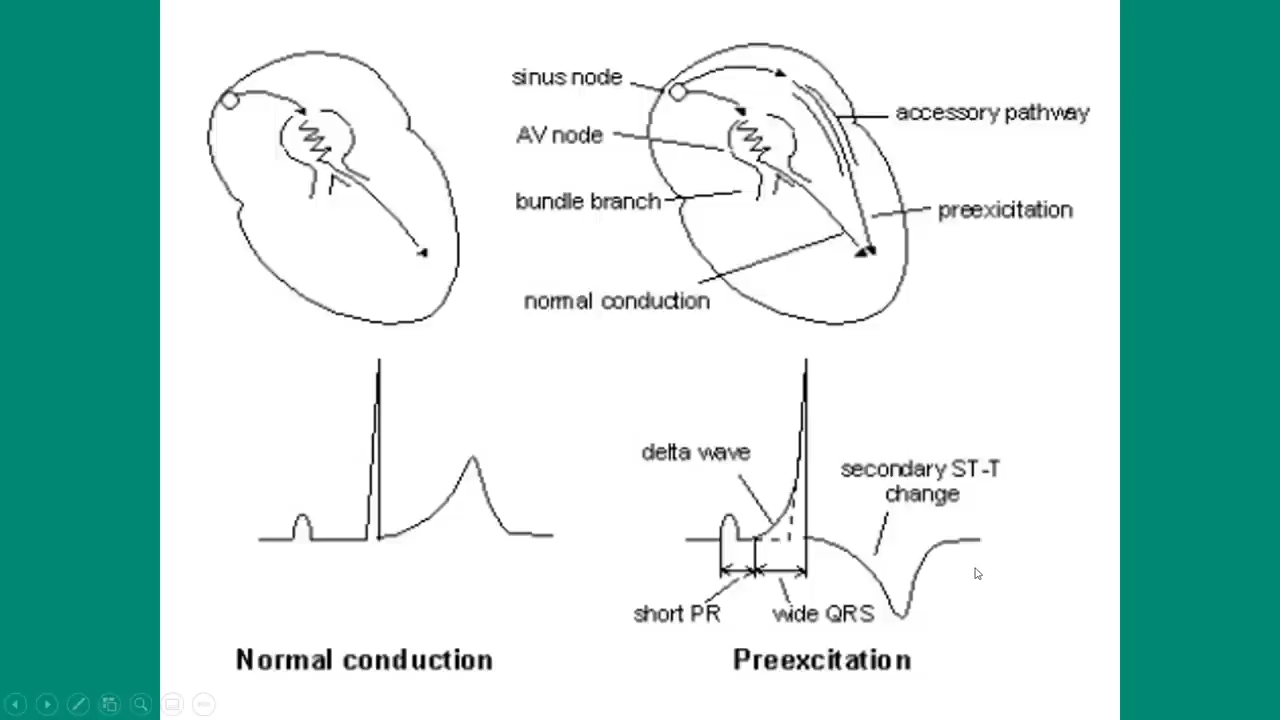 sinus node
accessory pathway
AV node
bundle branch
preexicitation
normal conduction
delta wave
secondary ST-T
change
short PR
wide QRS
Normal conduction
Preexcitation